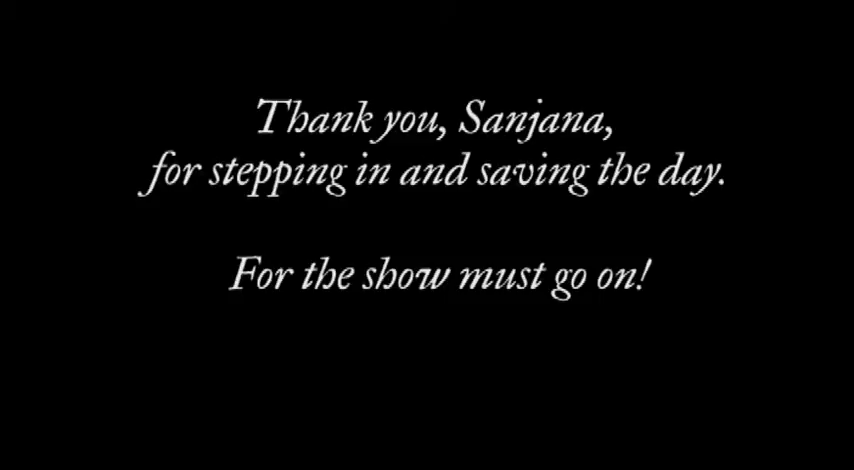 Thank you, Sanjana,
for stepping in and saving the day.
For the show must go on!